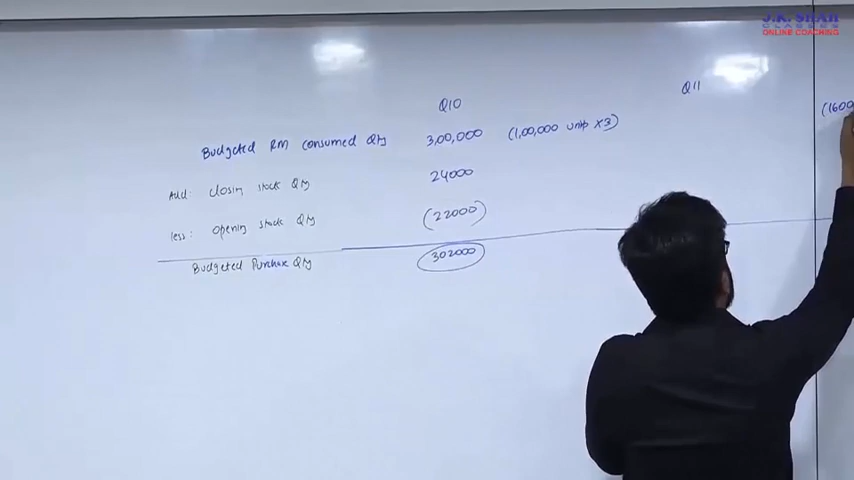 J.K. SHAH
CLASSES
ONLINE COACHING
Q10 Q11
Budgeted RM consumed Qty 3,00,000 (1,00,000 units x3) (1600
Add: closing stock Qty 24000
less: opening stock Qty (22000)
Budgeted Purchase Qty 302000